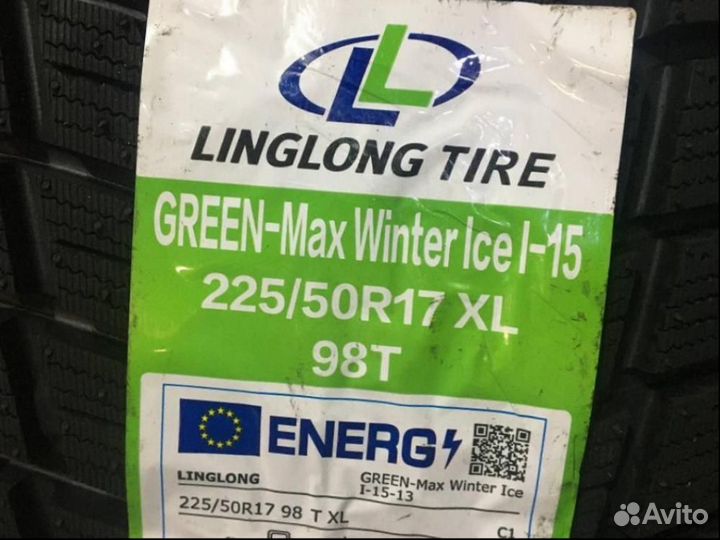 LINGLONG TIRE
GREEN-Max Winter Ice I-15
225/50R17 XL
98T
ENERG
LINGLONG
GREEN-Max Winter Ice
I-15-13
225/50R17 98 T XL
C1
Avito